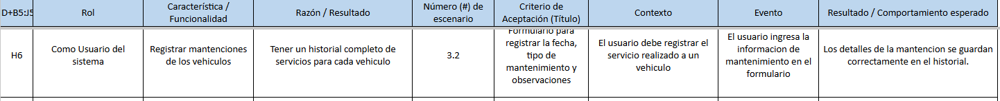 D+B5:J5
Rol
Característica /
Funcionalidad
Razón / Resultado
Número (#) de
escenario
Criterio de
Aceptación (Título)
Contexto
Evento
Resultado / Comportamiento esperado
H6
Como Usuario del
sistema
Registrar mantenciones
de los vehiculos
Tener un historial completo de
servicios para cada vehiculo
3.2
Formulario para
registrar la fecha,
tipo de
mantenimiento y
observaciones
El usuario debe registrar el
servicio realizado a un
vehiculo
El usuario ingresa la
informacion de
mantenimiento en el
formulario
Los detalles de la mantencion se guardan
correctamente en el historial.